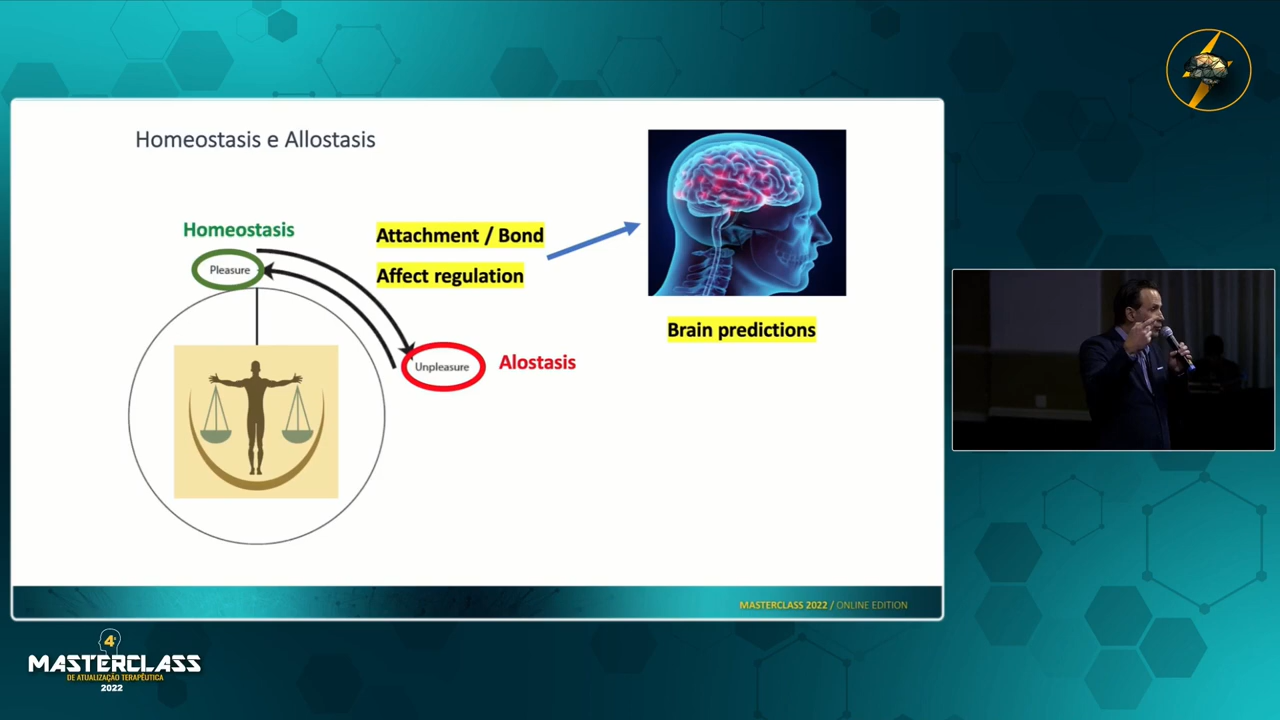 Homeostasis e Allostasis
Homeostasis
Pleasure
Attachment / Bond
Affect regulation
Unpleasure
Alostasis
Brain predictions
MASTERCLASS 2022 / ONLINE EDITION
4ª
MASTERCLASS
DE ATUALIZAÇÃO TERAPÊUTICA
2022